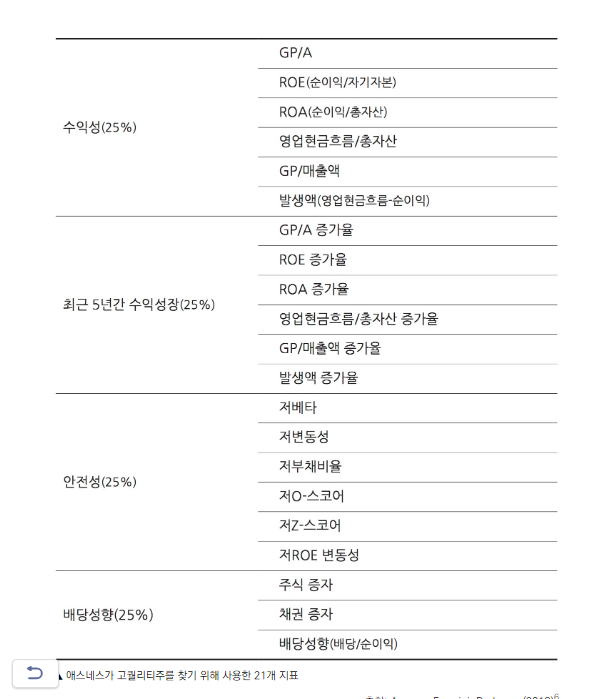 GP/A
ROE(순이익/자기자본)
ROA(순이익/총자산)
수익성(25%)
영업현금흐름/총자산
GP/매출액
발생액(영업현금흐름-순이익)
GP/A 증가율
ROE 증가율
ROA 증가율
최근 5년간 수익성장(25%)
영업현금흐름/총자산 증가율
GP/매출액 증가율
발생액 증가율
저베타
저변동성
저부채비율
안전성(25%)
저O-스코어
저Z-스코어
저ROE 변동성
주식 증자
배당성향(25%)
채권 증자
배당성향(배당/순이익)
▲ 애스네스가 고퀄리티주를 찾기 위해 사용한 21개 지표